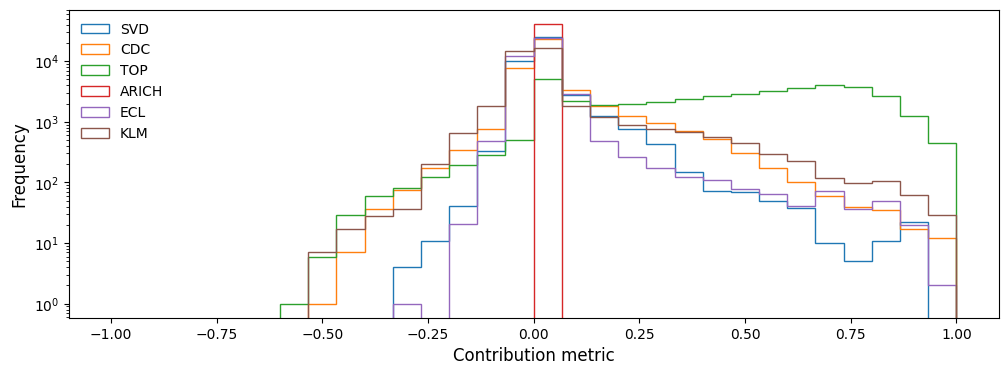 SVD
CDC
TOP
ARICH
ECL
KLM
Frequency
10⁴
10³
10²
10¹
10⁰
−1.00 −0.75 −0.50 −0.25 0.00 0.25 0.50 0.75 1.00
Contribution metric